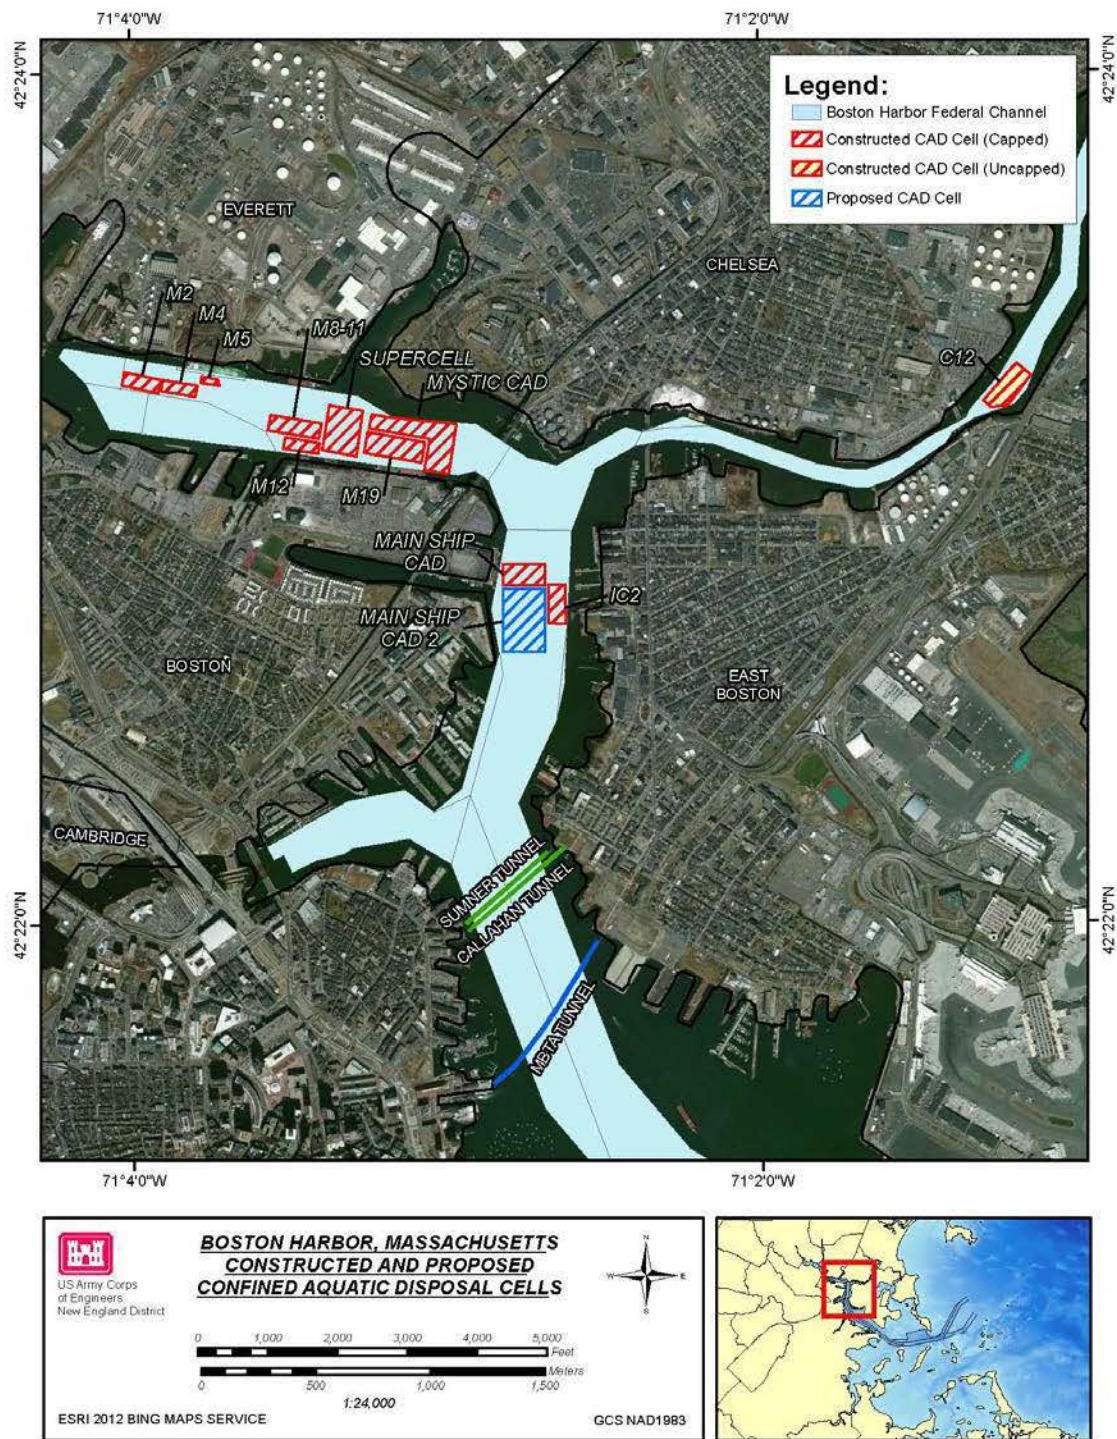 71°4'0"W
71°2'0"W
42°24'0"N
42°24'0"N
Legend:
Boston Harbor Federal Channel
Constructed CAD Cell (Capped)
Constructed CAD Cell (Uncapped)
Proposed CAD Cell
EVERETT
CHELSEA
M2
M4
M5
M8-11
SUPERCELL
MYSTIC CAD
C12
M12
M19
MAIN SHIP
CAD
IC2
MAIN SHIP
CAD 2
BOSTON
EAST
BOSTON
CAMBRIDGE
SUMNER TUNNEL
CALLAHAN TUNNEL
42°22'0"N
42°22'0"N
MBTA TUNNEL
71°4'0"W
71°2'0"W
US Army Corps
of Engineers
New England District
BOSTON HARBOR, MASSACHUSETTS
CONSTRUCTED AND PROPOSED
CONFINED AQUATIC DISPOSAL CELLS
N
W
E
S
0 1,000 2,000 3,000 4,000 5,000
Feet
Meters
0 500 1,000 1,500
1:24,000
ESRI 2012 BING MAPS SERVICE
GCS NAD1983